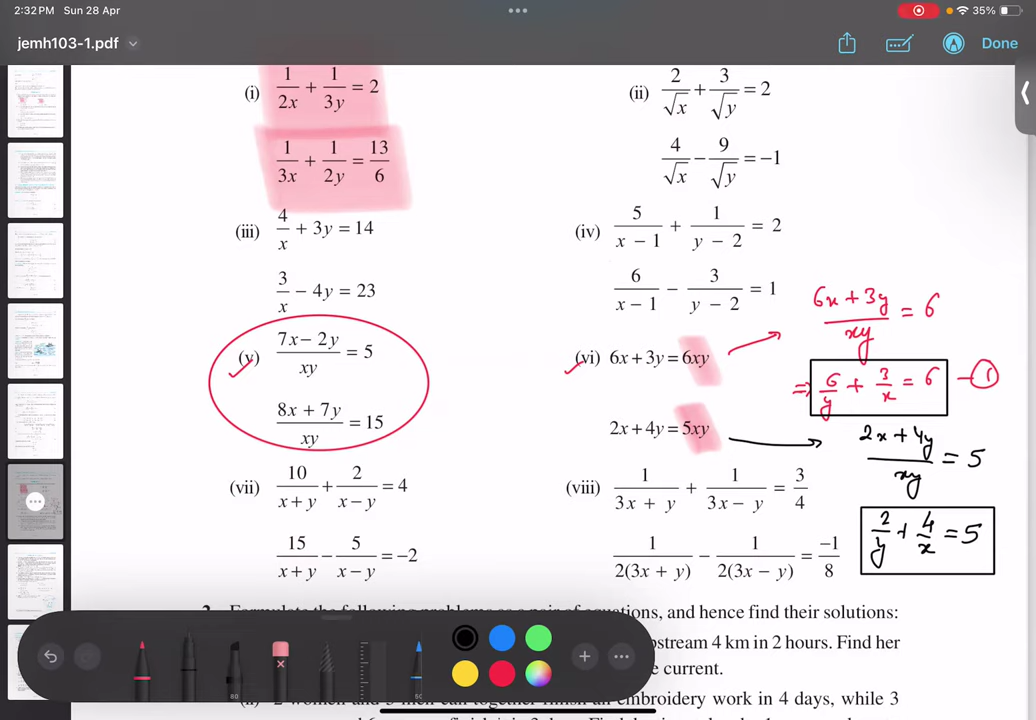 2:32 PM Sun 28 Apr
35%
jemh103-1.pdf
Done
(i) 1/2x + 1/3y = 2
1/3x + 1/2y = 13/6
(ii) 2/√x + 3/√y = 2
4/√x − 9/√y = −1
(iii) 4/x + 3y = 14
3/x − 4y = 23
(iv) 5/(x − 1) + 1/(y − 2) = 2
6/(x − 1) − 3/(y − 2) = 1
(v) (7x − 2y)/xy = 5
(8x + 7y)/xy = 15
(vi) 6x + 3y = 6xy
2x + 4y = 5xy
(6x + 3y)/xy = 6
⇒ 6/y + 3/x = 6 — ①
(2x + 4y)/xy = 5
2/y + 4/x = 5
(vii) 10/(x + y) + 2/(x − y) = 4
15/(x + y) − 5/(x − y) = −2
(viii) 1/(3x + y) + 1/(3x − y) = 3/4
1/2(3x + y) − 1/2(3x − y) = −1/8
Formulate the following problems as a pair of equations, and hence find their solutions:
upstream 4 km in 2 hours. Find her
current.
embroidery work in 4 days, while 3
80